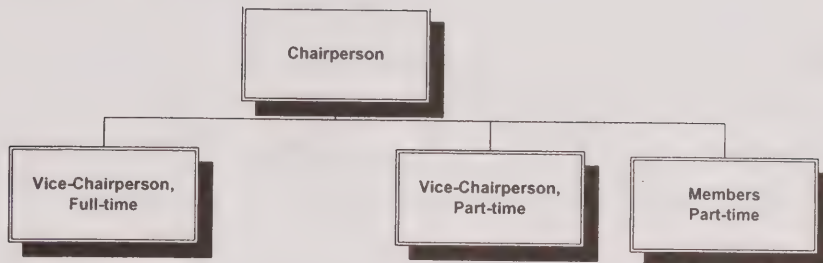 Chairperson
Vice-Chairperson,
Full-time
Vice-Chairperson,
Part-time
Members
Part-time